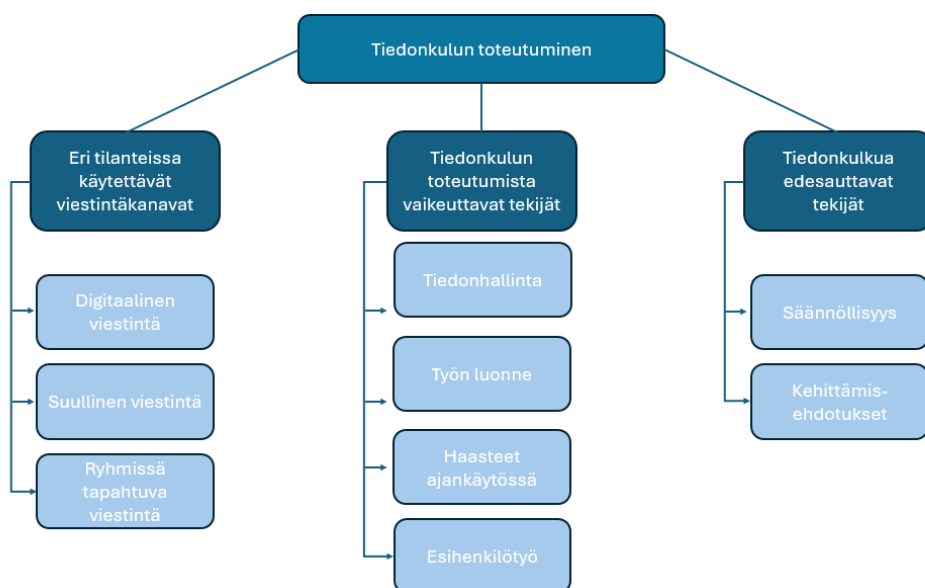 Tiedonkulun toteutuminen
Eri tilanteissa
käytettävät
viestintäkanavat
Digitaalinen
viestintä
Suullinen viestintä
Ryhmissä
tapahtuva
viestintä
Tiedonkulun
toteutumista
vaikeuttavat tekijät
Tiedonhallinta
Työn luonne
Haasteet
ajankäytössä
Esihenkilötyö
Tiedonkulkua
edesauttavat
tekijät
Säännöllisyys
Kehittämis-
ehdotukset